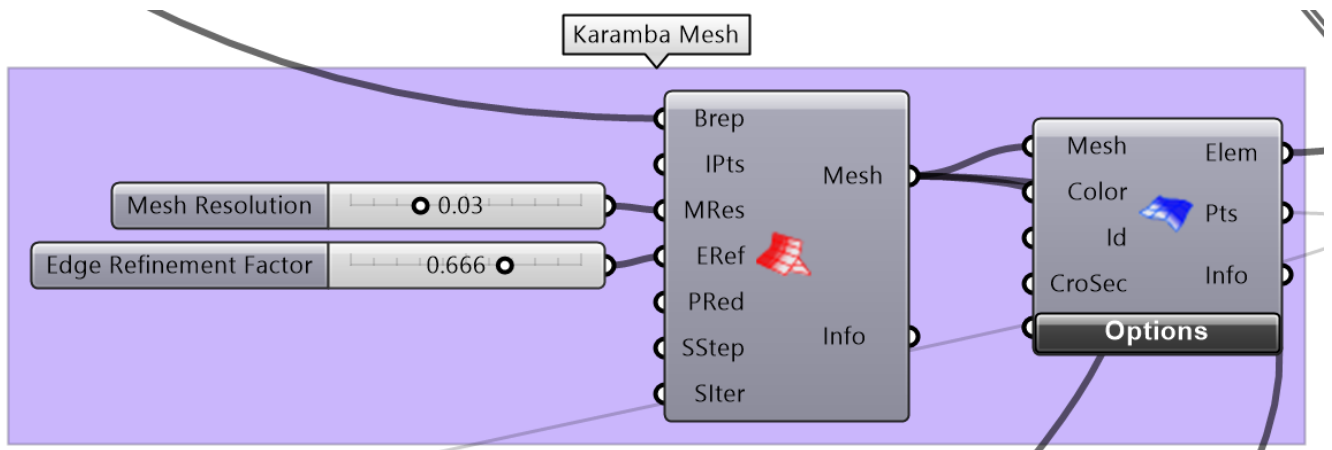 Karamba Mesh
Brep
IPts
Mesh Resolution 0.03
MRes
Edge Refinement Factor 0.666
ERef
PRed
SStep
SIter
Mesh
Info
Mesh
Color
Id
CroSec
Options
Elem
Pts
Info